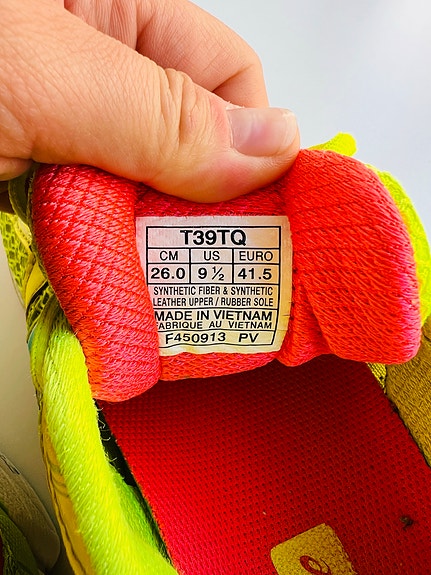 T39TQ
CM US EURO
26.0 9 ½ 41.5
SYNTHETIC FIBER & SYNTHETIC
LEATHER UPPER / RUBBER SOLE
MADE IN VIETNAM
FABRIQUE AU VIETNAM
F450913 PV